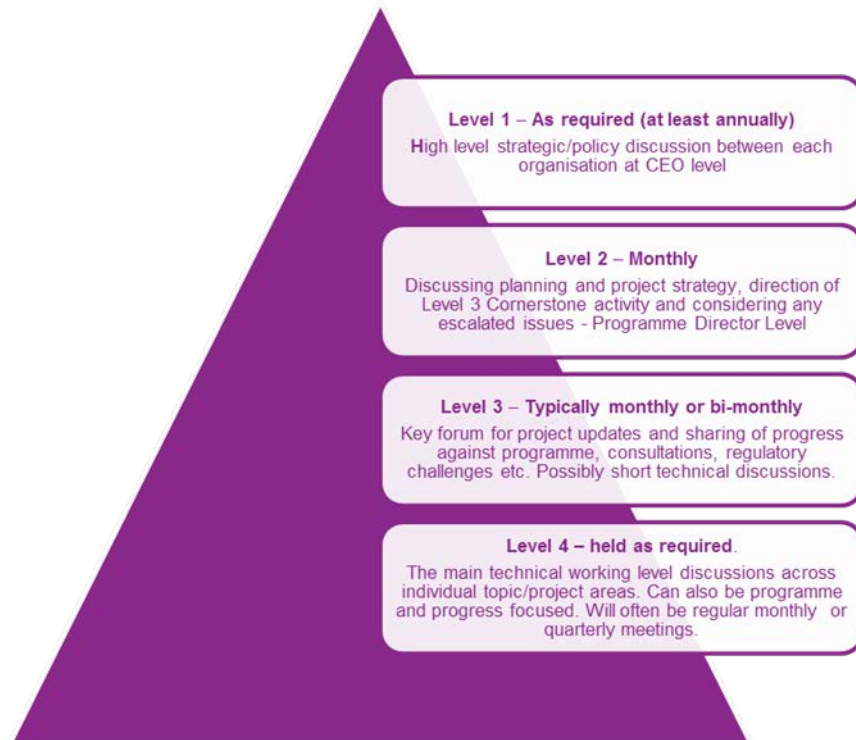 Level 1 – As required (at least annually)
High level strategic/policy discussion between each
organisation at CEO level
Level 2 – Monthly
Discussing planning and project strategy, direction of
Level 3 Cornerstone activity and considering any
escalated issues - Programme Director Level
Level 3 – Typically monthly or bi-monthly
Key forum for project updates and sharing of progress
against programme, consultations, regulatory
challenges etc. Possibly short technical discussions.
Level 4 – held as required.
The main technical working level discussions across
individual topic/project areas. Can also be programme
and progress focused. Will often be regular monthly or
quarterly meetings.